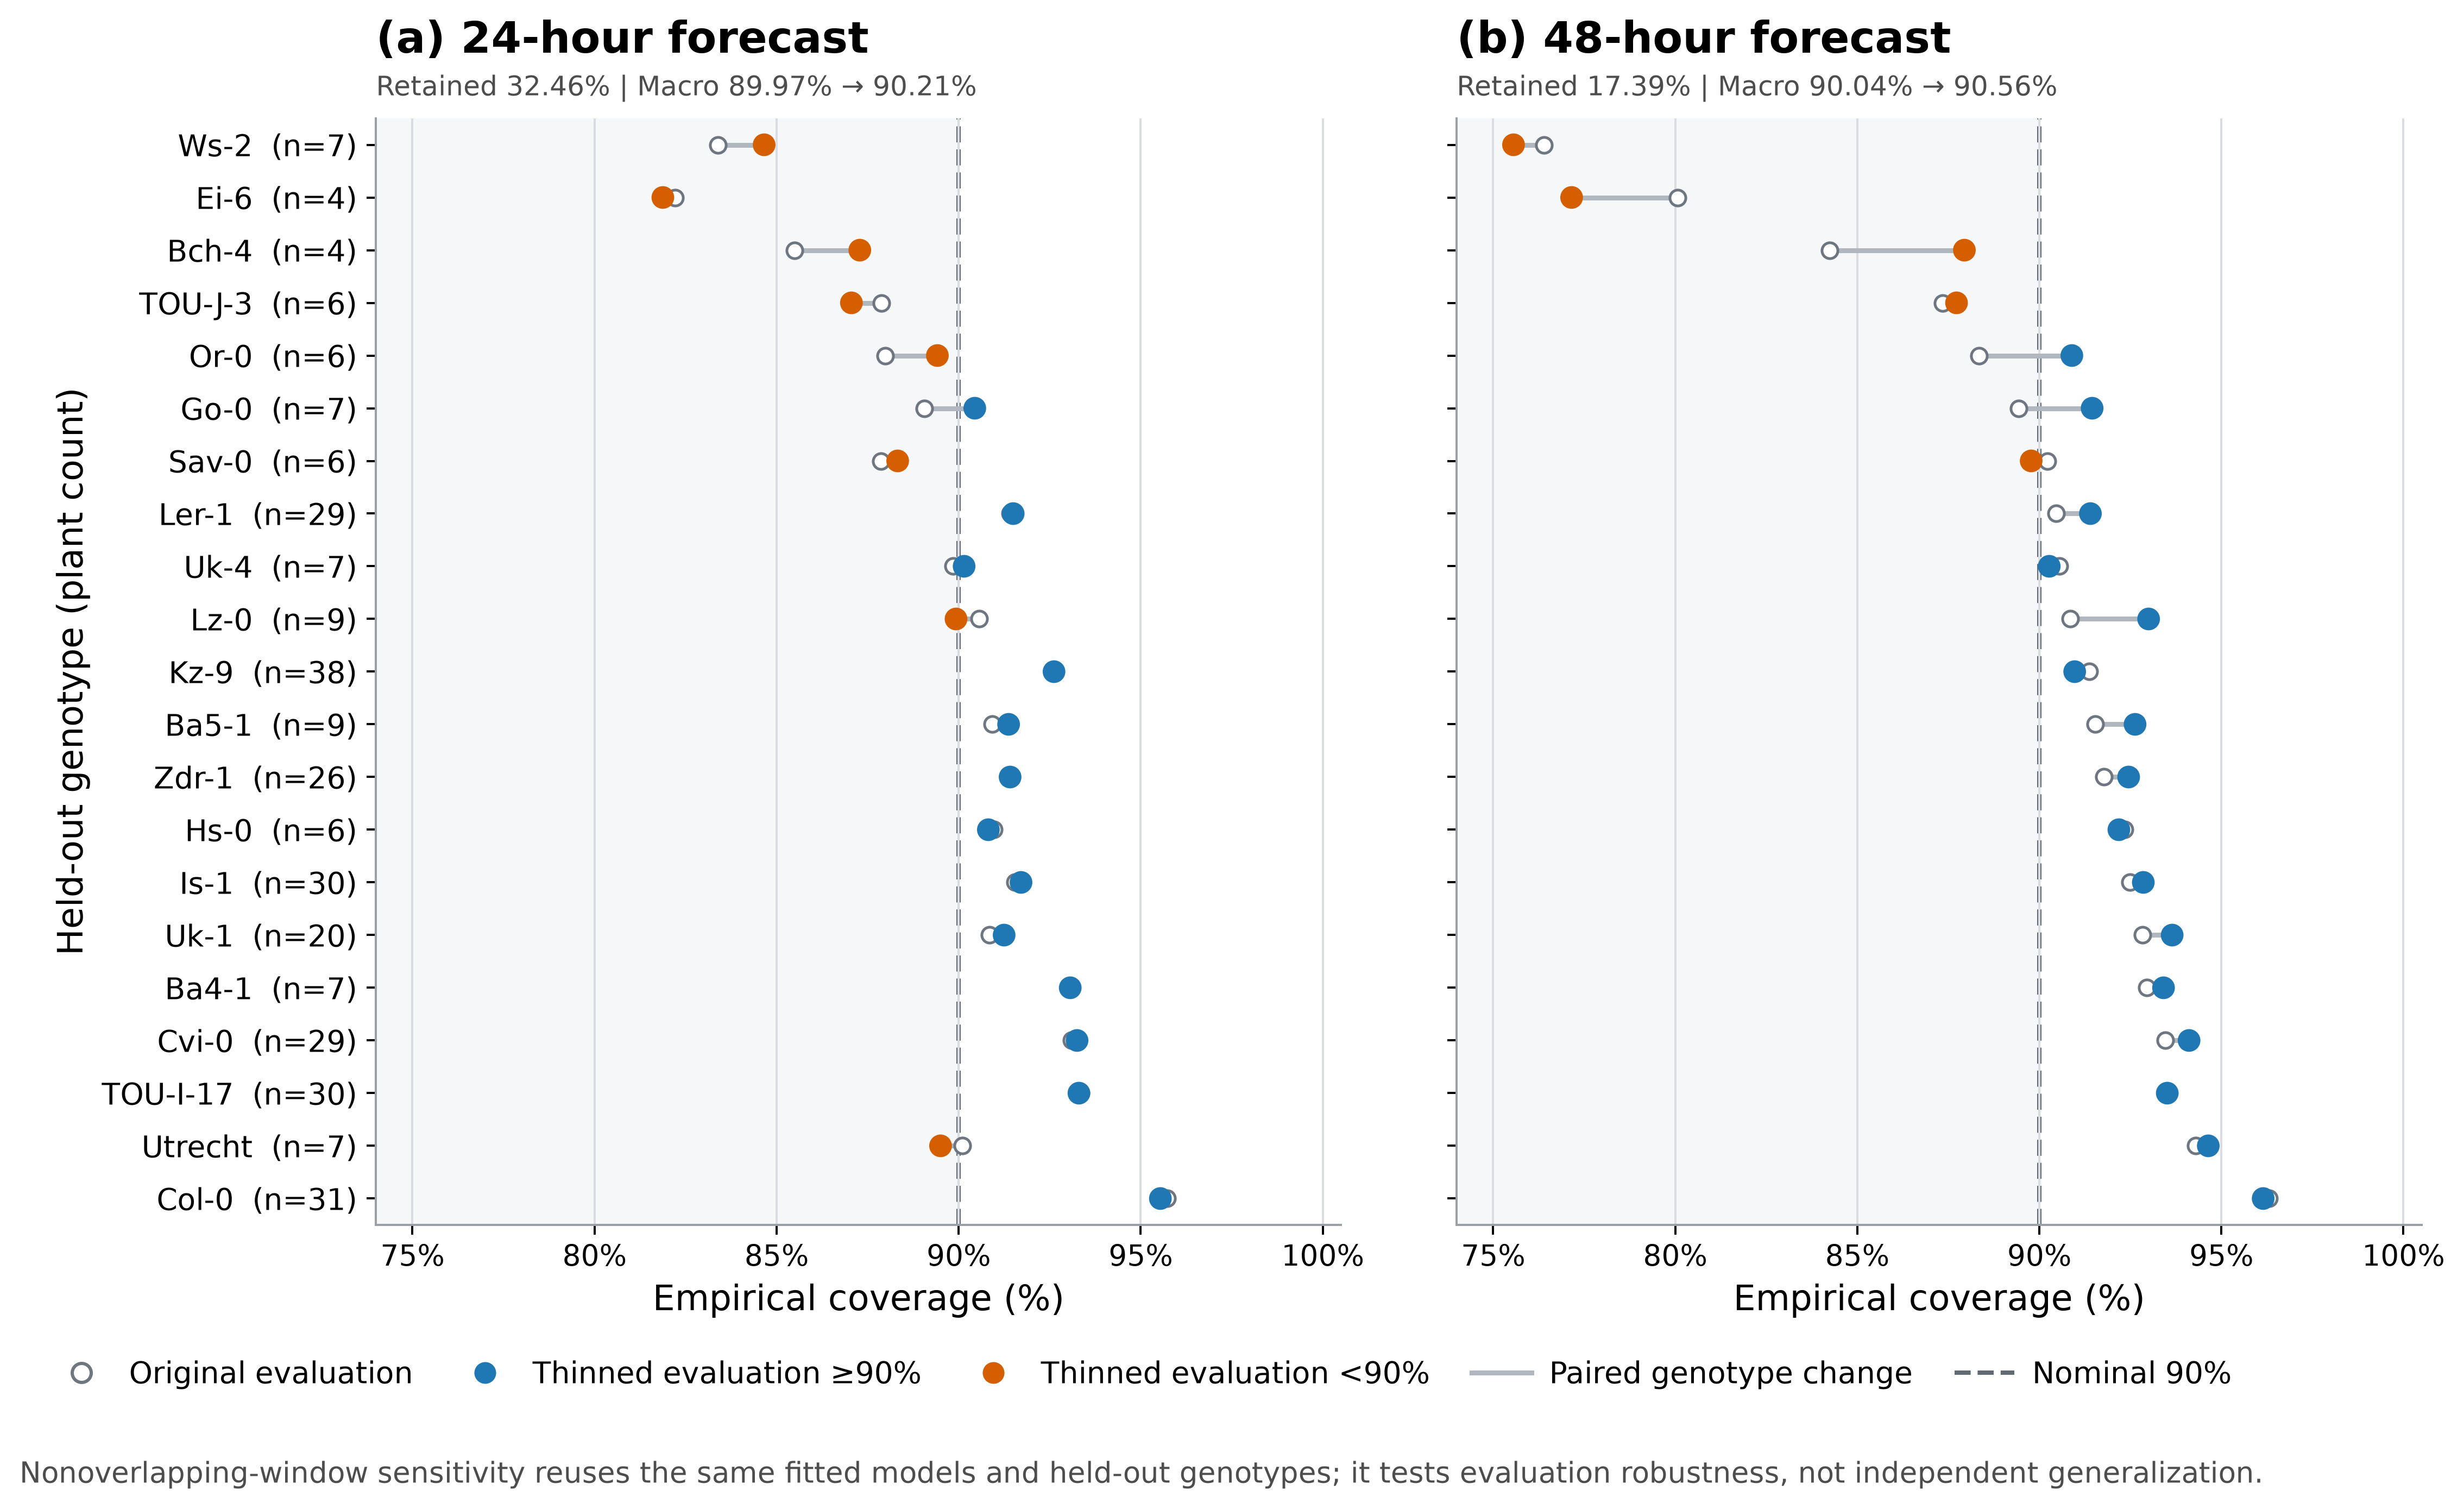 (a) 24-hour forecast
Retained 32.46% | Macro 89.97% → 90.21%
(b) 48-hour forecast
Retained 17.39% | Macro 90.04% → 90.56%
Held-out genotype (plant count)
Ws-2 (n=7)
Ei-6 (n=4)
Bch-4 (n=4)
TOU-J-3 (n=6)
Or-0 (n=6)
Go-0 (n=7)
Sav-0 (n=6)
Ler-1 (n=29)
Uk-4 (n=7)
Lz-0 (n=9)
Kz-9 (n=38)
Ba5-1 (n=9)
Zdr-1 (n=26)
Hs-0 (n=6)
Is-1 (n=30)
Uk-1 (n=20)
Ba4-1 (n=7)
Cvi-0 (n=29)
TOU-I-17 (n=30)
Utrecht (n=7)
Col-0 (n=31)
75% 80% 85% 90% 95% 100%
Empirical coverage (%)
75% 80% 85% 90% 95% 100%
Empirical coverage (%)
Original evaluation Thinned evaluation ≥90% Thinned evaluation <90% Paired genotype change Nominal 90%
Nonoverlapping-window sensitivity reuses the same fitted models and held-out genotypes; it tests evaluation robustness, not independent generalization.